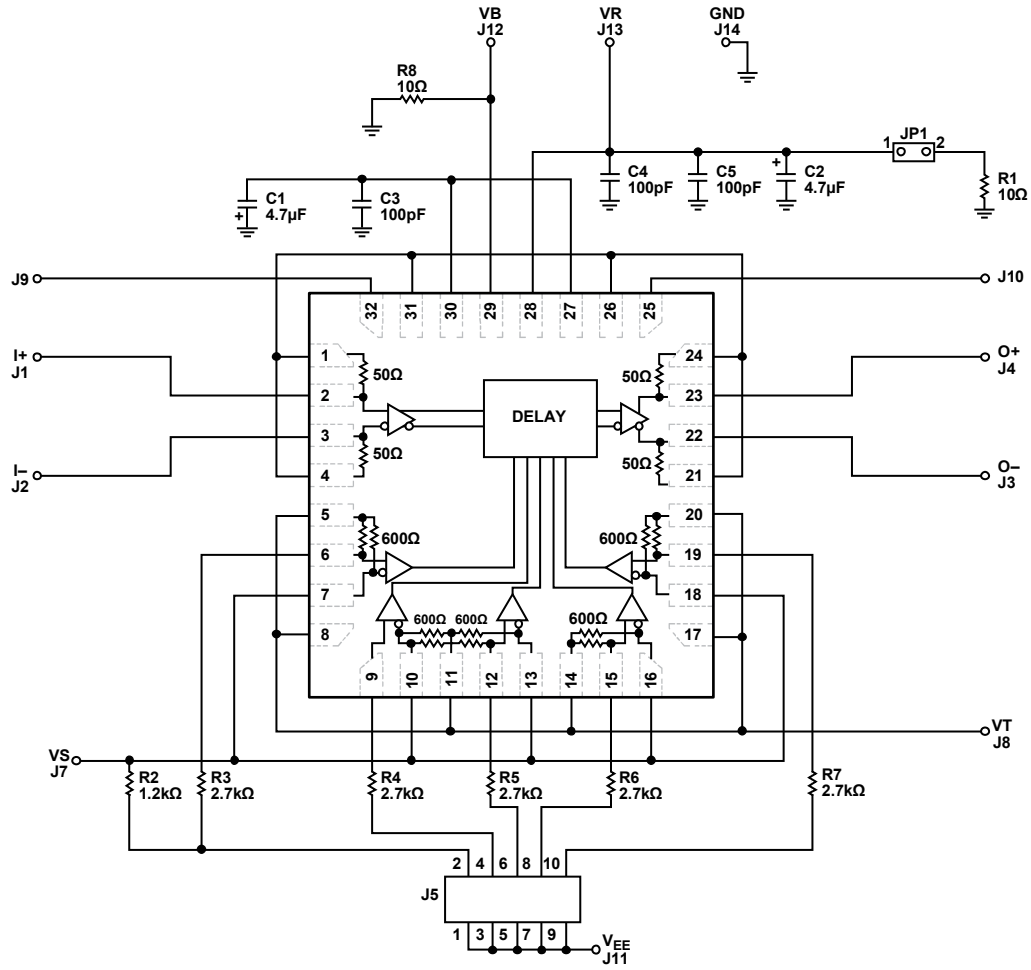 VB
J12
VR
J13
GND
J14
R8
10Ω
JP1
1
2
C4
100pF
C5
100pF
+
C2
4.7µF
R1
10Ω
+
C1
4.7µF
C3
100pF
J9
J10
32
31
30
29
28
27
26
25
I+
J1
I–
J2
O+
J4
O–
J3
1
2
3
4
5
6
7
8
24
23
22
21
20
19
18
17
50Ω
50Ω
50Ω
50Ω
DELAY
600Ω
600Ω
600Ω
600Ω
600Ω
9
10
11
12
13
14
15
16
VT
J8
VS
J7
R2
1.2kΩ
R3
2.7kΩ
R4
2.7kΩ
R5
2.7kΩ
R6
2.7kΩ
R7
2.7kΩ
2 4 6 8 10
J5
1 3 5 7 9
VEE
J11